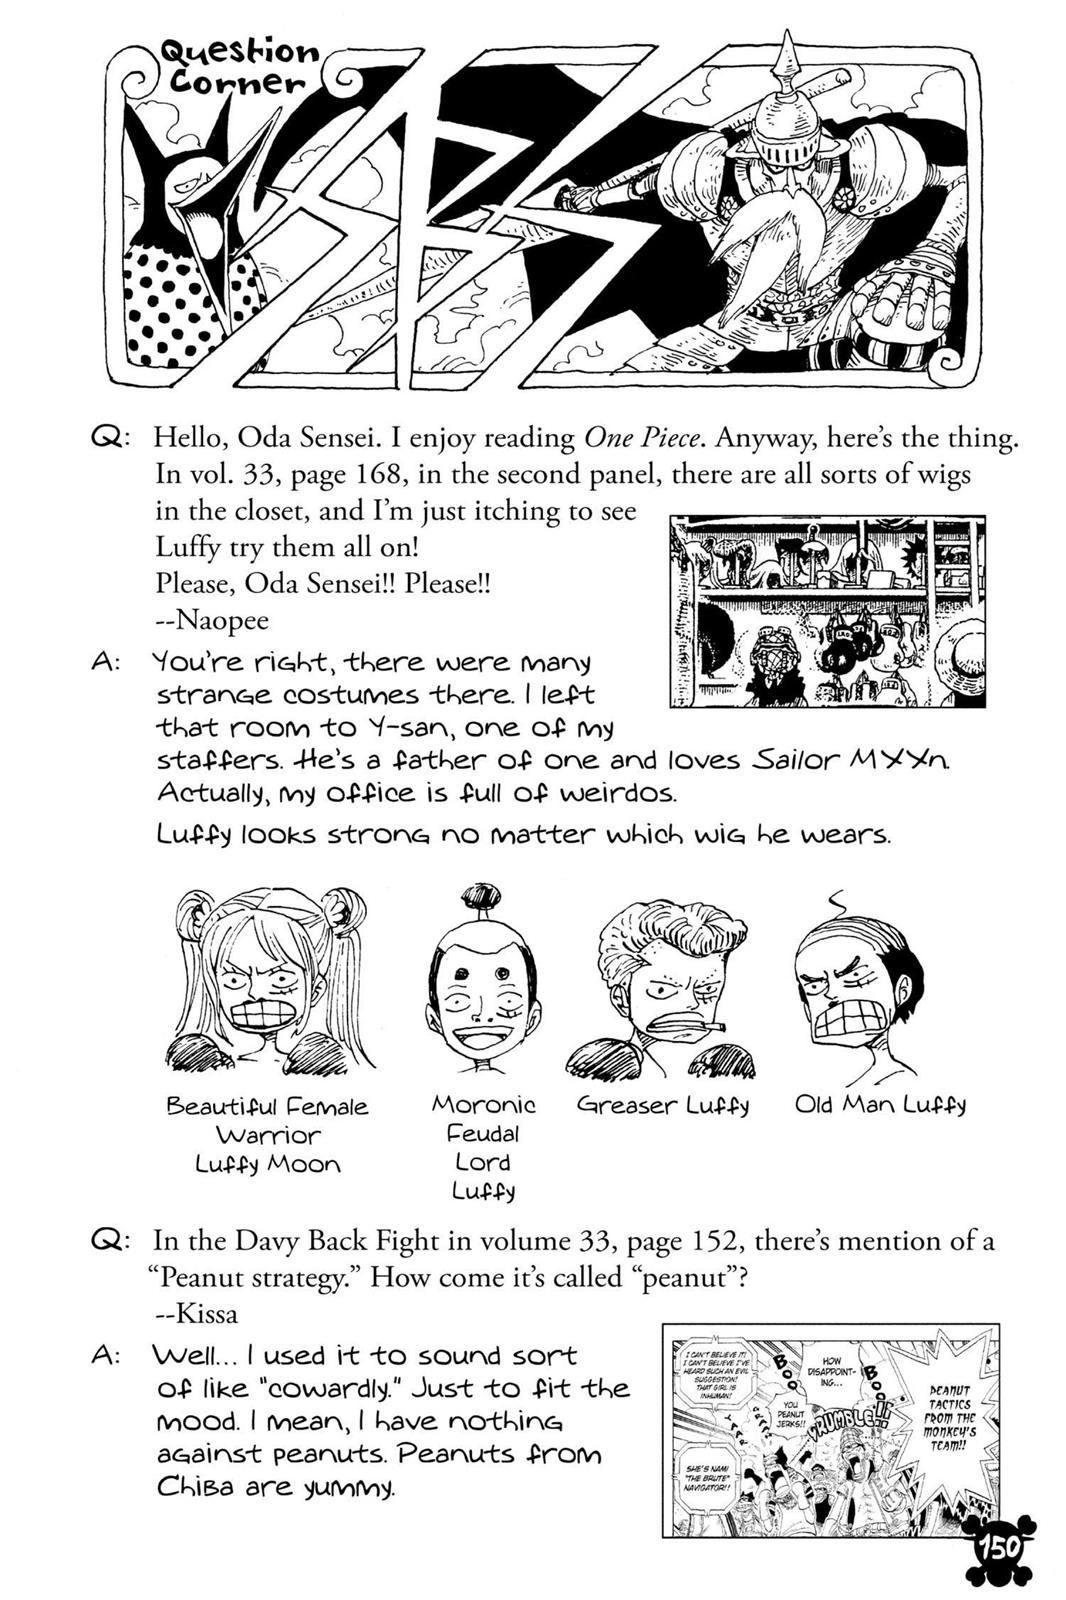 Question
Corner
SBS
Q: Hello, Oda Sensei. I enjoy reading One Piece. Anyway, here's the thing.
In vol. 33, page 168, in the second panel, there are all sorts of wigs
in the closet, and I'm just itching to see
Luffy try them all on!
Please, Oda Sensei!! Please!!
--Naopee
A: You're right, there were many
strange costumes there. I left
that room to Y-san, one of my
staffers. He's a father of one and loves Sailor MXXn.
Actually, my office is full of weirdos.
Luffy looks strong no matter which wig he wears.
Beautiful Female
Warrior
Luffy Moon
Moronic
Feudal
Lord
Luffy
Greaser Luffy
Old Man Luffy
Q: In the Davy Back Fight in volume 33, page 152, there's mention of a
"Peanut strategy." How come it's called "peanut"?
--Kissa
A: Well... I used it to sound sort
of like "cowardly." Just to fit the
mood. I mean, I have nothing
against peanuts. Peanuts from
Chiba are yummy.
I CAN'T BELIEVE IT!
I CAN'T BELIEVE I'VE
HEARD SUCH AN EVIL
SUGGESTION!
THAT GIRL IS
INHUMAN!
BOO
HOW
DISAPPOINT-
ING...
BOO!!
YOU
PEANUT
JERKS!!
RUMBLE!!
PEANUT
TACTICS
FROM THE
MONKEY'S
TEAM!!
SHE'S NAMI
"THE BRUTE"
NAVIGATOR!!
150